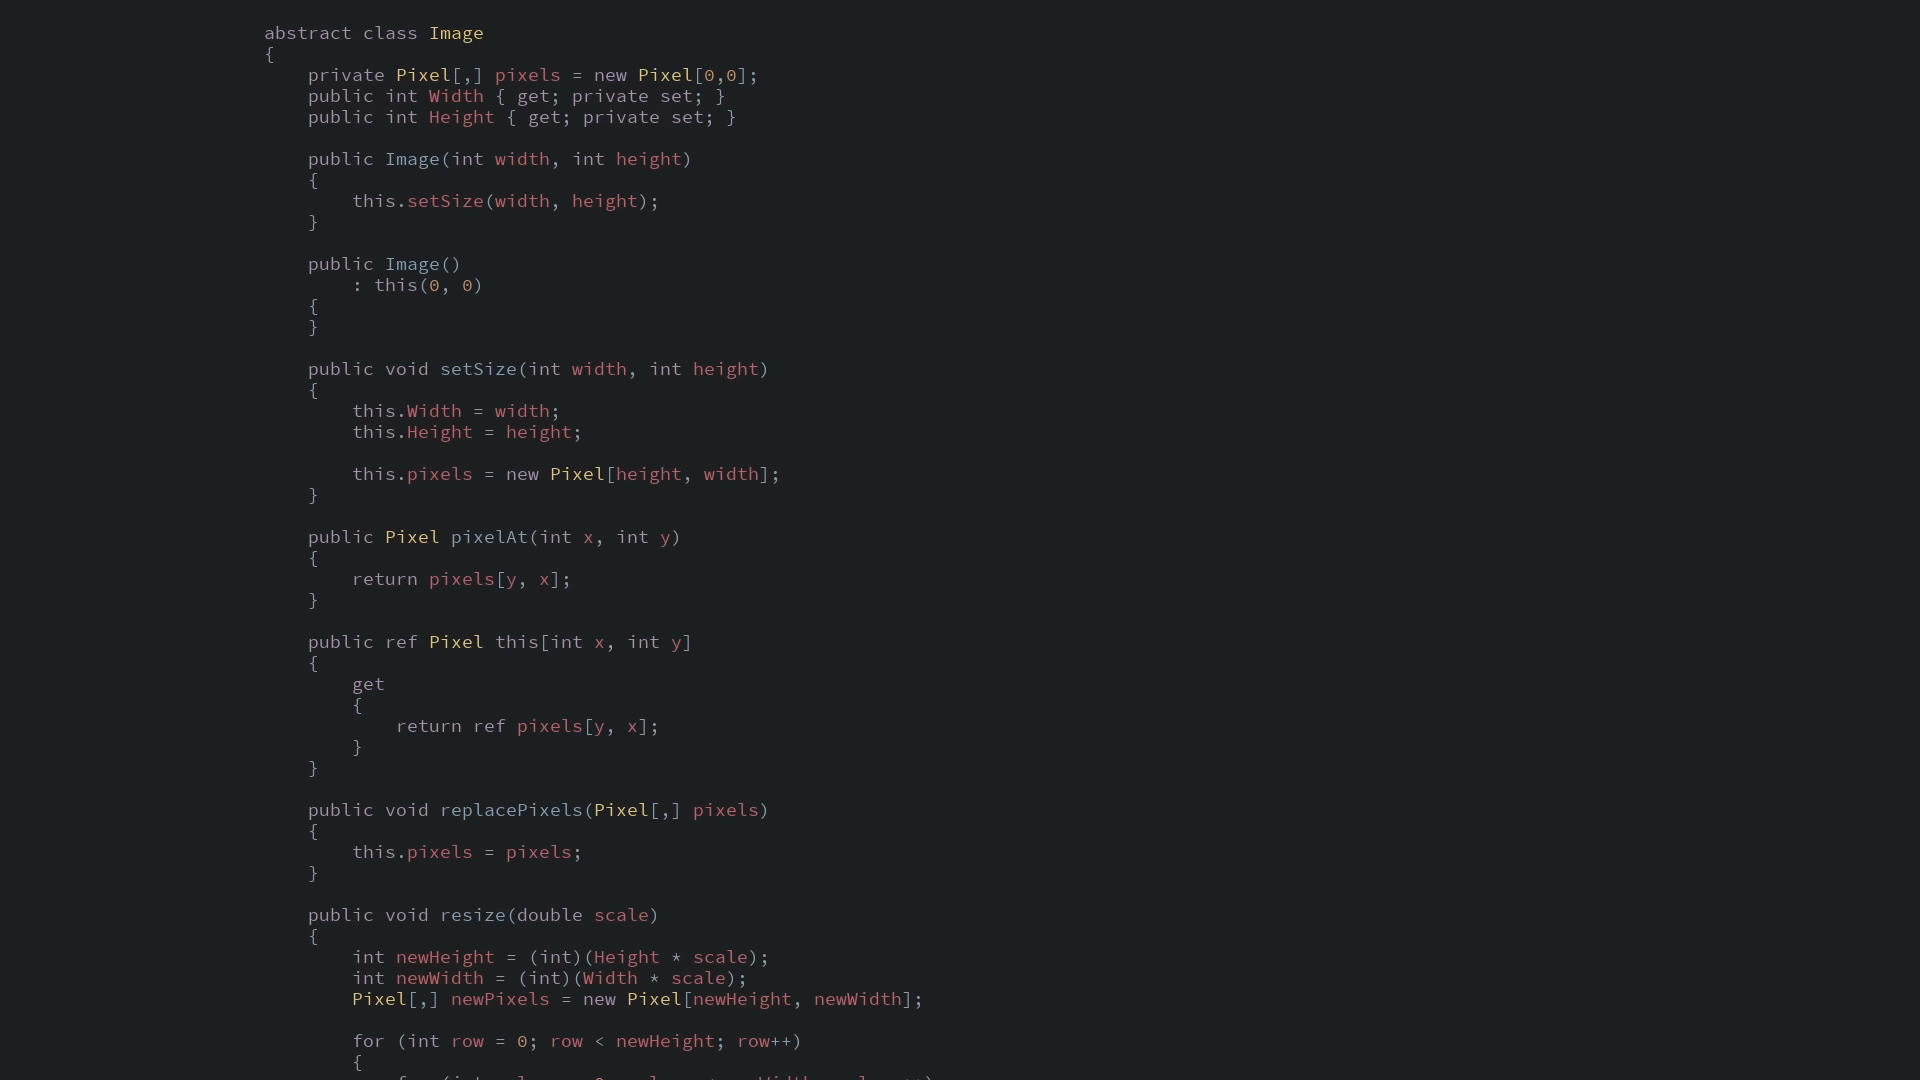 abstract class Image
{
    private Pixel[,] pixels = new Pixel[0,0];
    public int Width { get; private set; }
    public int Height { get; private set; }

    public Image(int width, int height)
    {
        this.setSize(width, height);
    }

    public Image()
        : this(0, 0)
    {
    }

    public void setSize(int width, int height)
    {
        this.Width = width;
        this.Height = height;

        this.pixels = new Pixel[height, width];
    }

    public Pixel pixelAt(int x, int y)
    {
        return pixels[y, x];
    }

    public ref Pixel this[int x, int y]
    {
        get
        {
            return ref pixels[y, x];
        }
    }

    public void replacePixels(Pixel[,] pixels)
    {
        this.pixels = pixels;
    }

    public void resize(double scale)
    {
        int newHeight = (int)(Height * scale);
        int newWidth = (int)(Width * scale);
        Pixel[,] newPixels = new Pixel[newHeight, newWidth];

        for (int row = 0; row < newHeight; row++)
        {